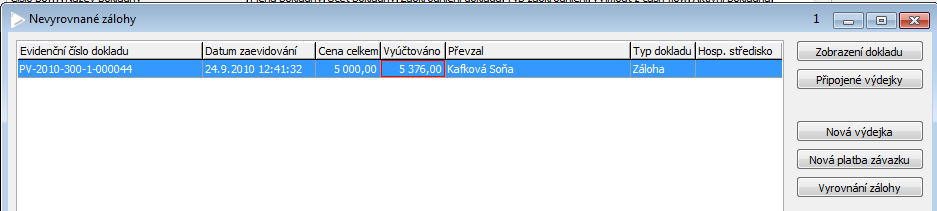 Nevyrovnané zálohy 1
Evidenční číslo dokladu Datum zaevidování Cena celkem Vyúčtováno Převzal Typ dokladu Hosp. středisko
PV-2010-300-1-000044 24.9.2010 12:41:32 5 000,00 5 376,00 Kafková Soňa Záloha
Zobrazení dokladu
Připojené výdejky
Nová výdejka
Nová platba závazku
Vyrovnání zálohy